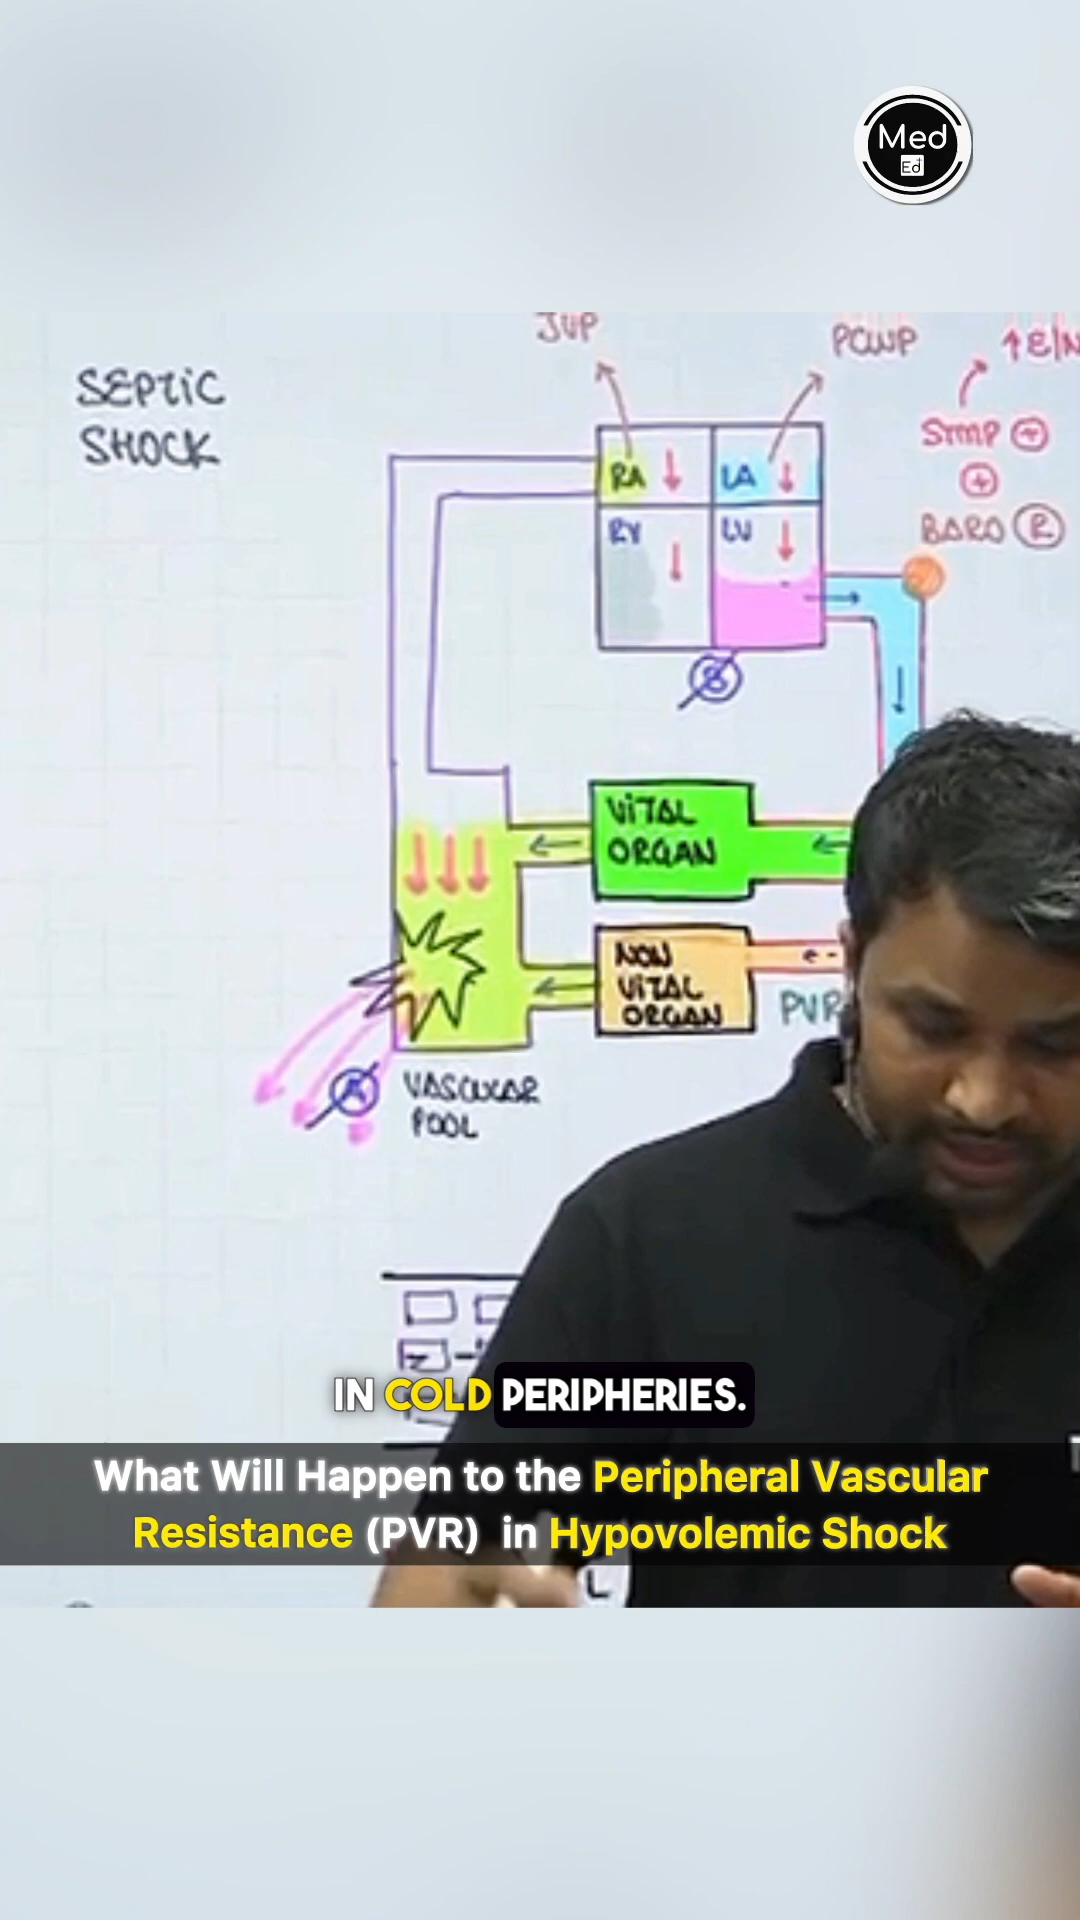 Med
Ed
JVP
PCWP
↑E/N
SEPTIC
SHOCK
SYMP +
+
BARO R
RA ↓ LA ↓
RV ↓ LV ↓
B
VITAL
ORGAN
NON
VITAL
ORGAN
PVR
A
VASCULAR
POOL
IN COLD PERIPHERIES.
What Will Happen to the Peripheral Vascular
Resistance (PVR) in Hypovolemic Shock
L